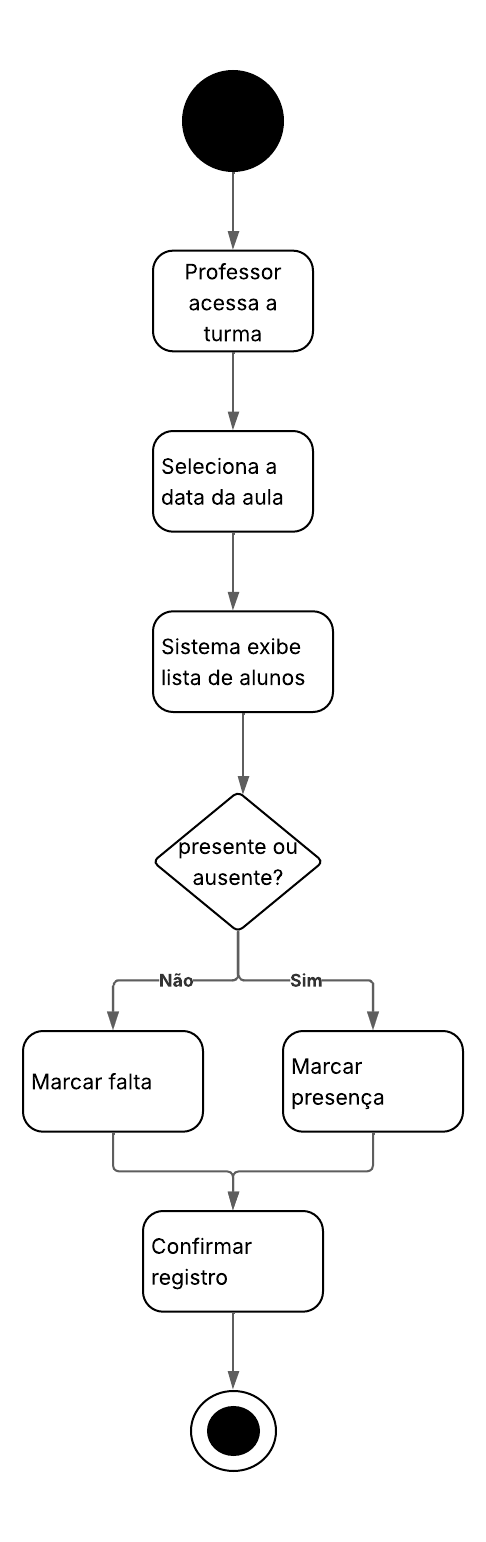 Professor
acessa a
turma
Seleciona a
data da aula
Sistema exibe
lista de alunos
presente ou
ausente?
Não
Sim
Marcar falta
Marcar
presença
Confirmar
registro